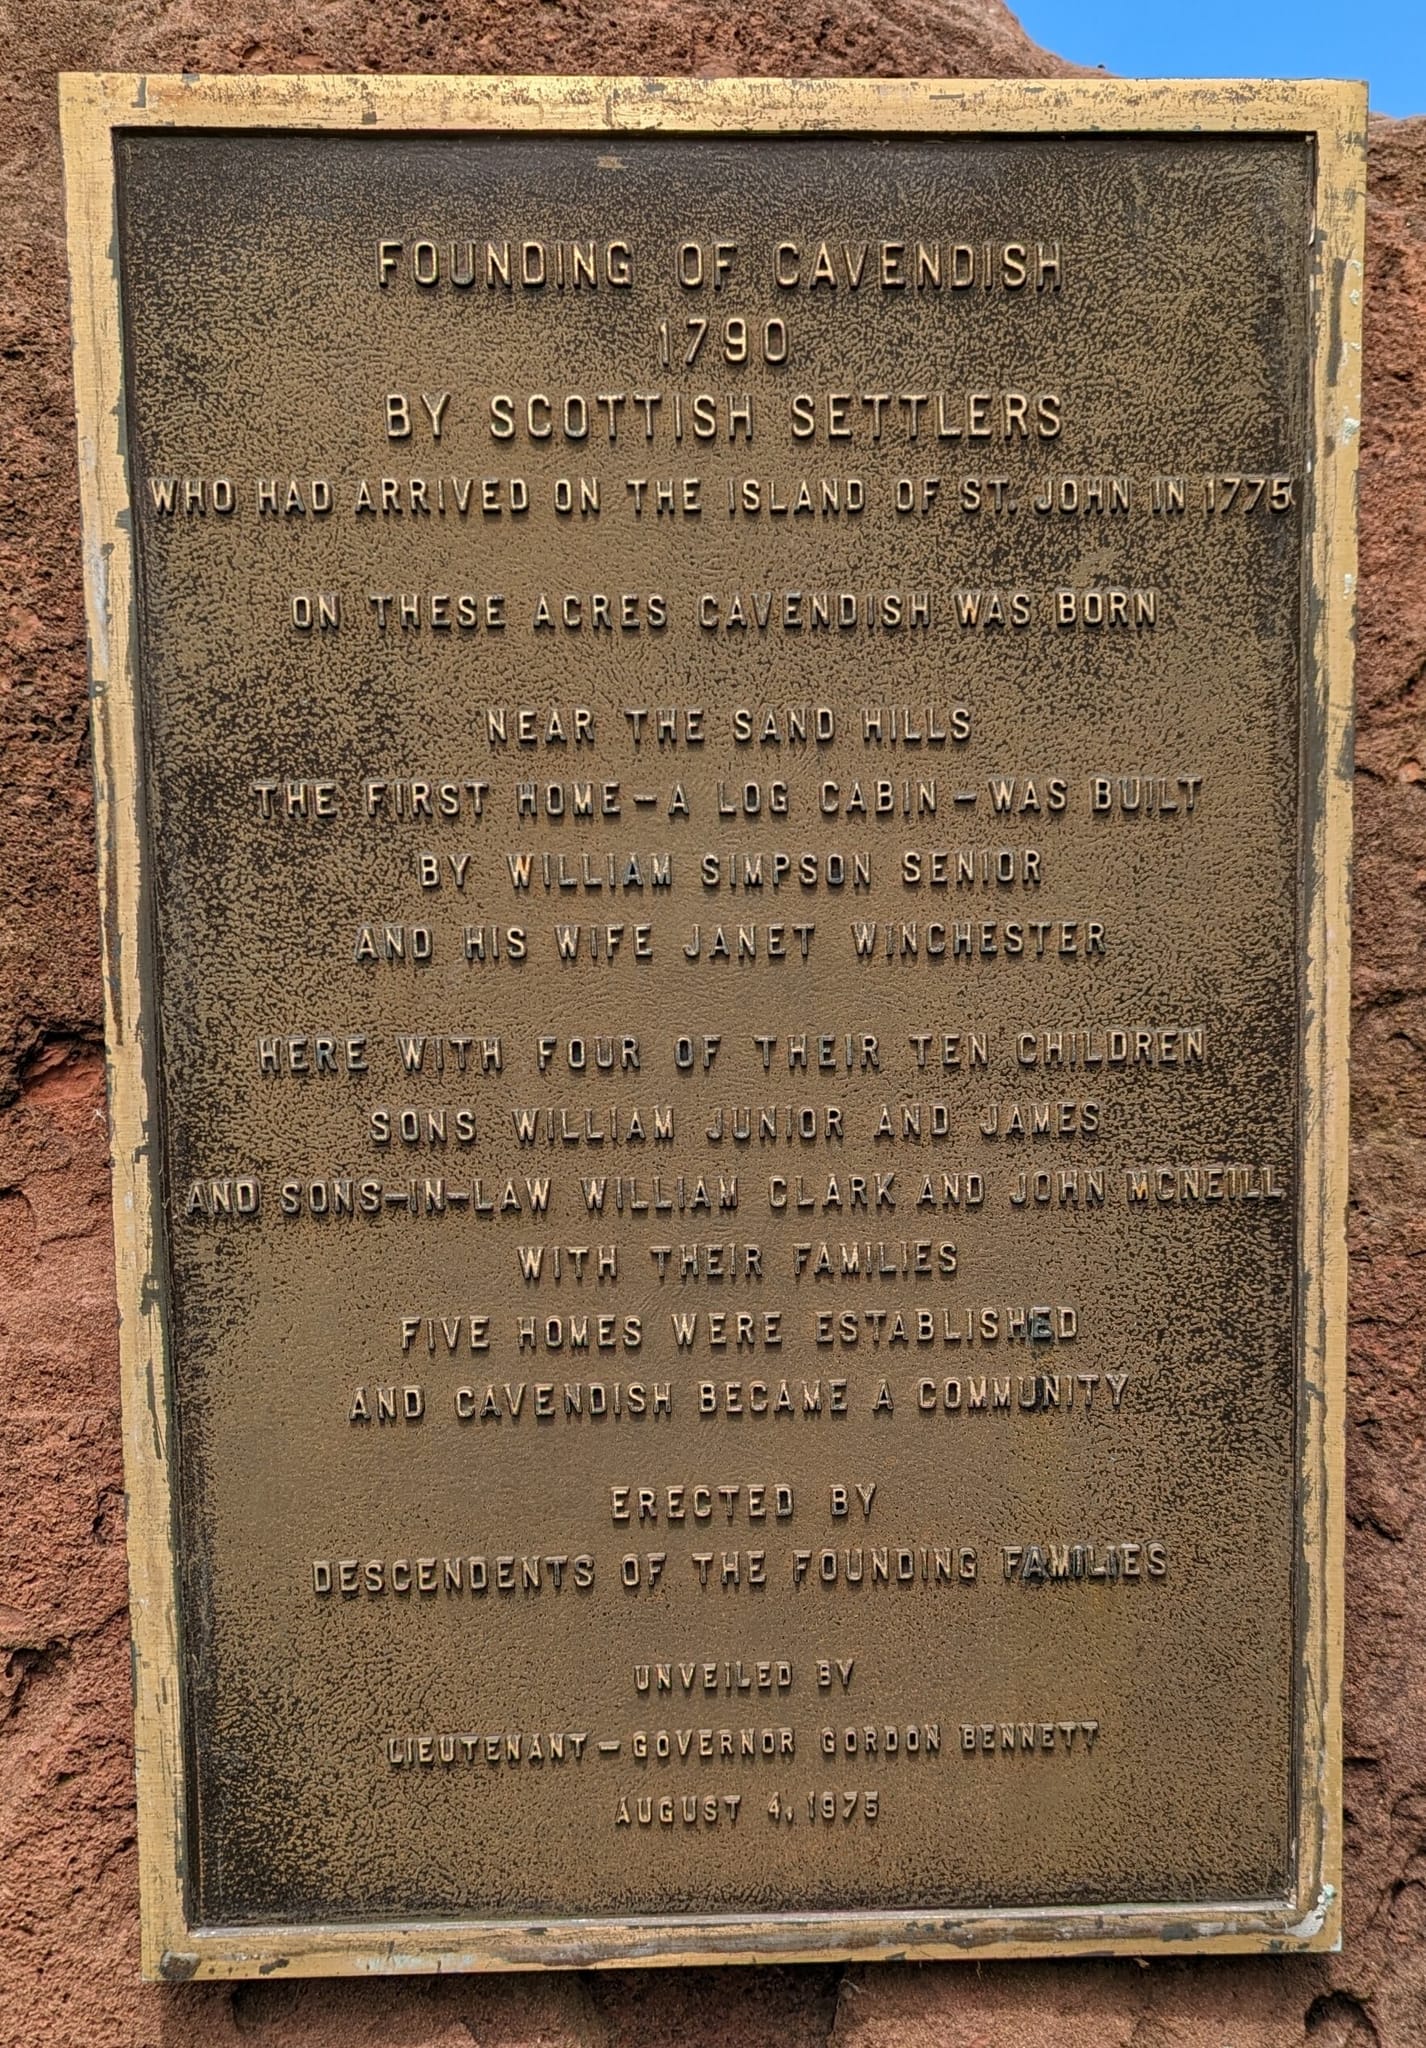 FOUNDING OF CAVENDISH
1790
BY SCOTTISH SETTLERS
WHO HAD ARRIVED ON THE ISLAND OF ST. JOHN IN 1775
ON THESE ACRES CAVENDISH WAS BORN
NEAR THE SAND HILLS
THE FIRST HOME—A LOG CABIN—WAS BUILT
BY WILLIAM SIMPSON SENIOR
AND HIS WIFE JANET WINCHESTER
HERE WITH FOUR OF THEIR TEN CHILDREN
SONS WILLIAM JUNIOR AND JAMES
AND SONS-IN-LAW WILLIAM CLARK AND JOHN MCNEILL
WITH THEIR FAMILIES
FIVE HOMES WERE ESTABLISHED
AND CAVENDISH BECAME A COMMUNITY
ERECTED BY
DESCENDENTS OF THE FOUNDING FAMILIES
UNVEILED BY
LIEUTENANT-GOVERNOR GORDON BENNETT
AUGUST 4, 1975